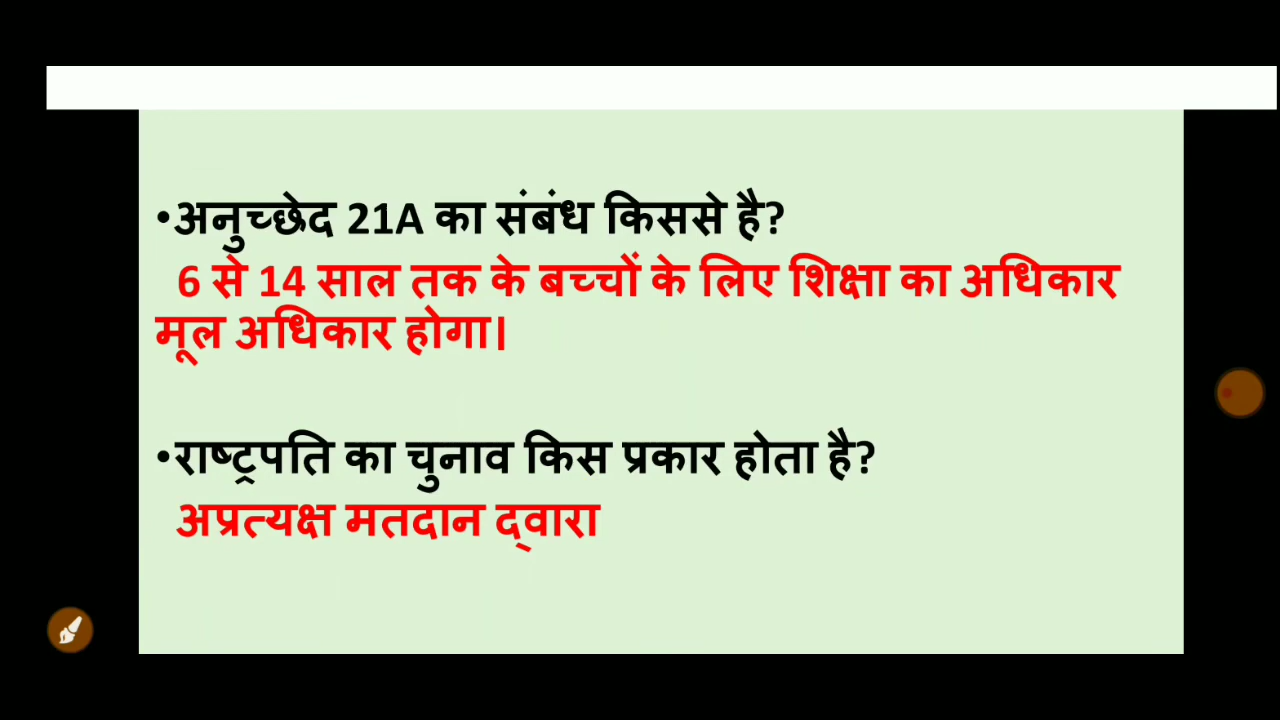 •अनुच्छेद 21A का संबंध किससे है?
6 से 14 साल तक के बच्चों के लिए शिक्षा का अधिकार
मूल अधिकार होगा।
•राष्ट्रपति का चुनाव किस प्रकार होता है?
अप्रत्यक्ष मतदान द्वारा